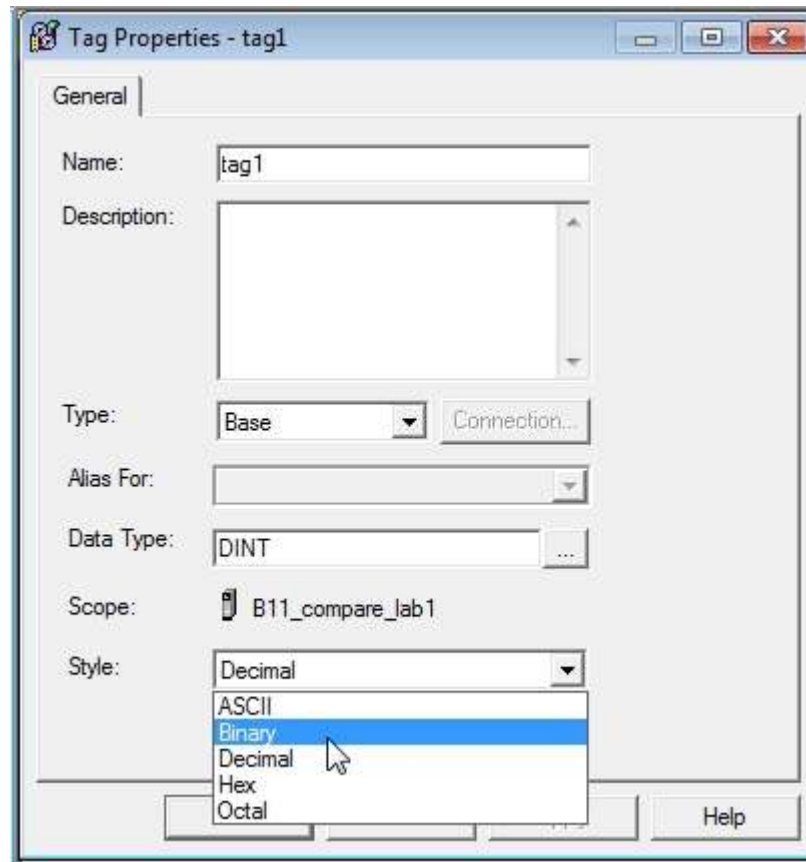 Tag Properties - tag1
General
Name: tag1
Description:
Type: Base Connection...
Alias For:
Data Type: DINT ...
Scope: B11_compare_lab1
Style: Decimal
ASCII
Binary
Decimal
Hex
Octal
Help